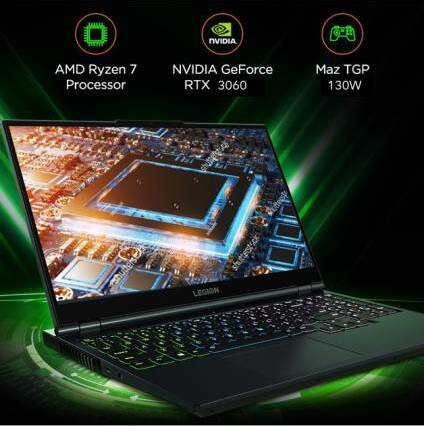 NVIDIA
AMD Ryzen 7
Processor
NVIDIA GeForce
RTX 3060
Maz TGP
130W
LEGION